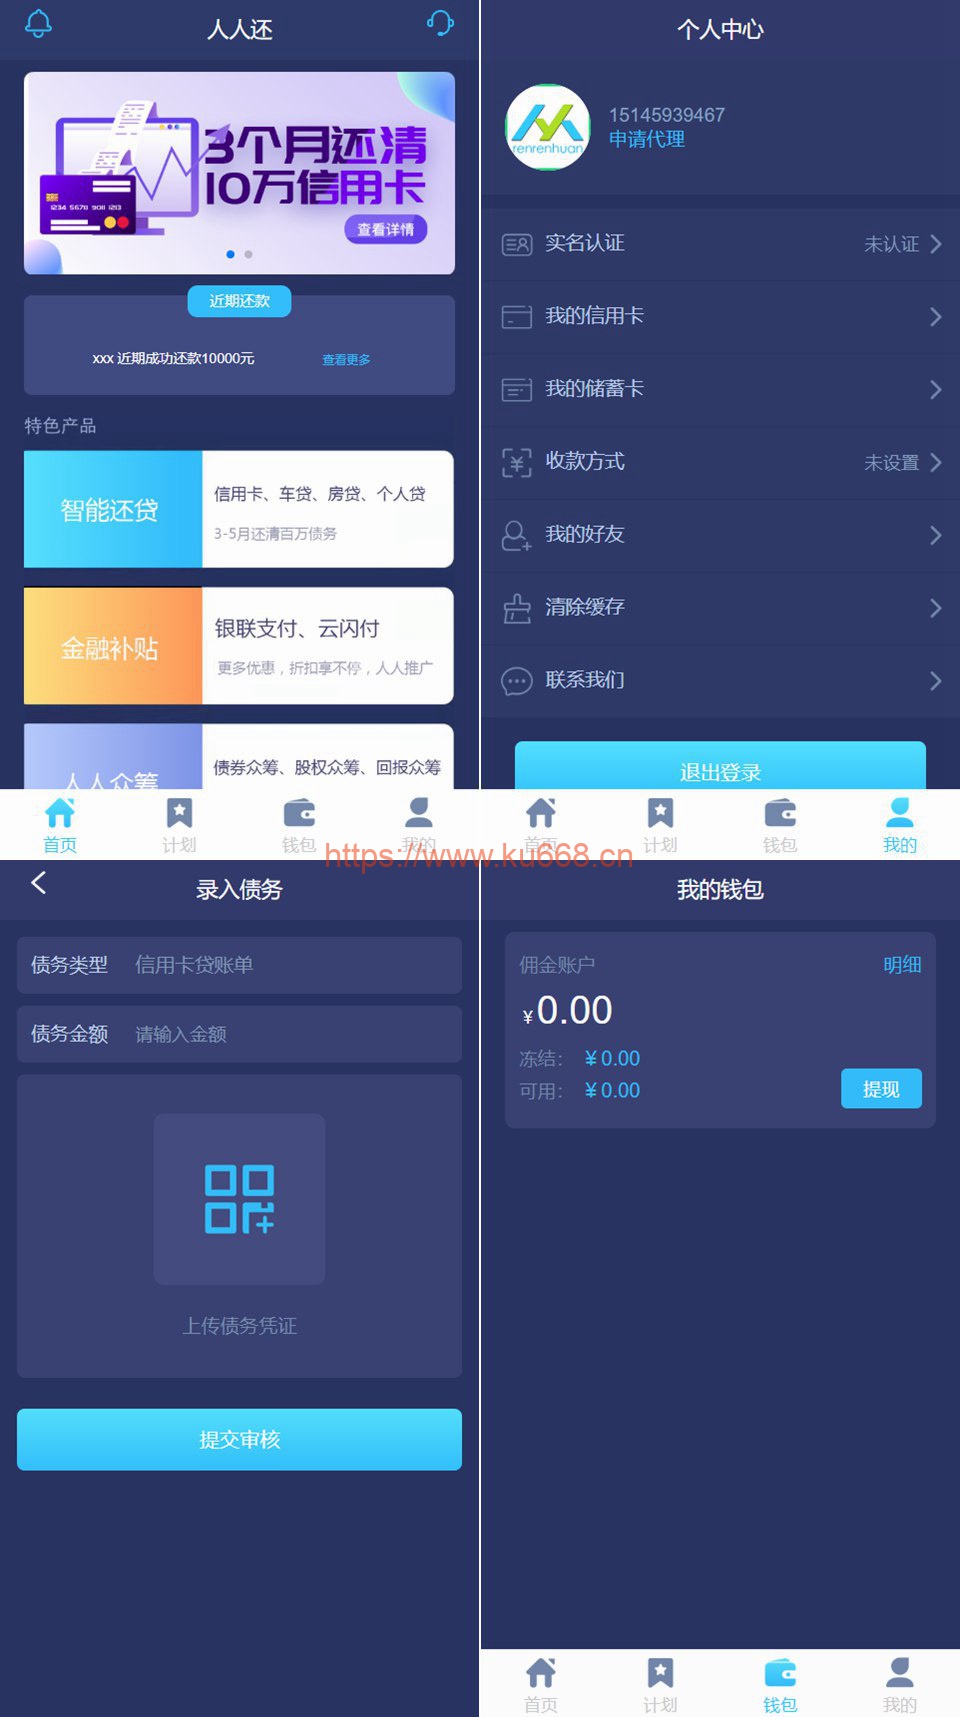 人人还
3个月还清
10万信用卡
1234 5678 9011 1213
查看详情
近期还款
xxx 近期成功还款10000元
查看更多
特色产品
智能还贷
信用卡、车贷、房贷、个人贷
3-5月还清百万债务
金融补贴
银联支付、云闪付
更多优惠，折扣享不停，人人推广
人人众筹
债券众筹、股权众筹、回报众筹
首页
计划
钱包
我的
个人中心
renrenhuan
15145939467
申请代理
实名认证
未认证
我的信用卡
我的储蓄卡
收款方式
未设置
我的好友
清除缓存
联系我们
退出登录
首页
计划
钱包
我的
https://www.ku668.cn
录入债务
债务类型
信用卡贷账单
债务金额
请输入金额
上传债务凭证
提交审核
我的钱包
佣金账户
明细
¥0.00
冻结：
¥0.00
可用：
¥0.00
提现
首页
计划
钱包
我的